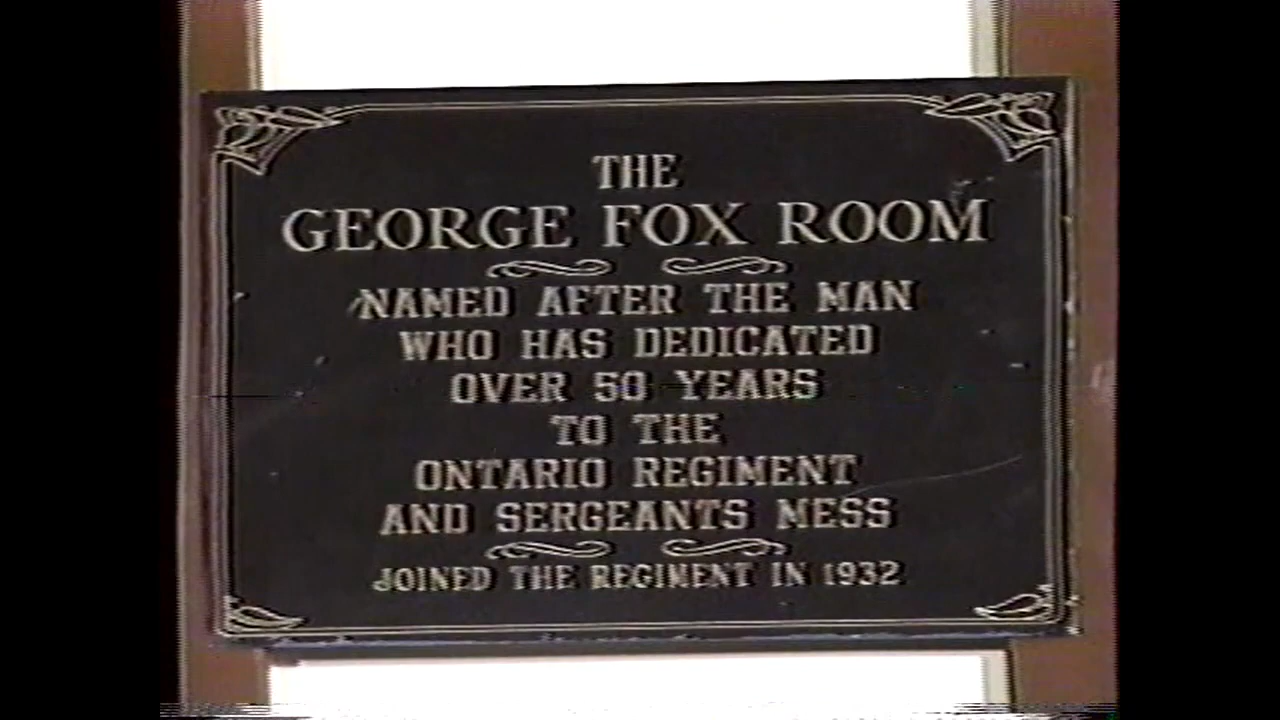 THE
GEORGE FOX ROOM
NAMED AFTER THE MAN
WHO HAS DEDICATED
OVER 50 YEARS
TO THE
ONTARIO REGIMENT
AND SERGEANTS MESS
JOINED THE REGIMENT IN 1932